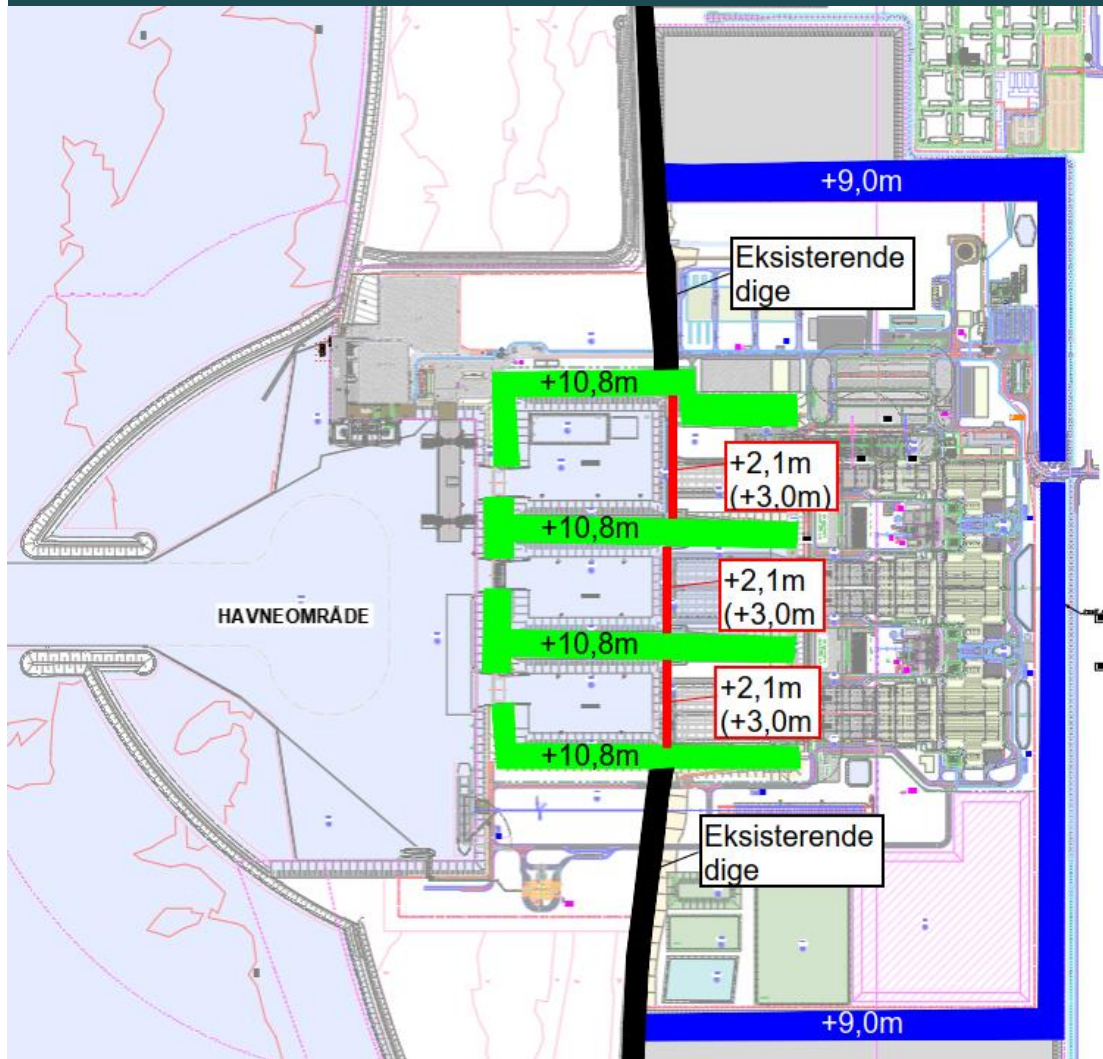 +9,0m
Eksisterende
dige
+10,8m
+2,1m
(+3,0m)
+10,8m
+2,1m
(+3,0m
HAVNEOMRÅDE
+10,8m
+2,1m
(+3,0m
+10,8m
Eksisterende
dige
+9,0m